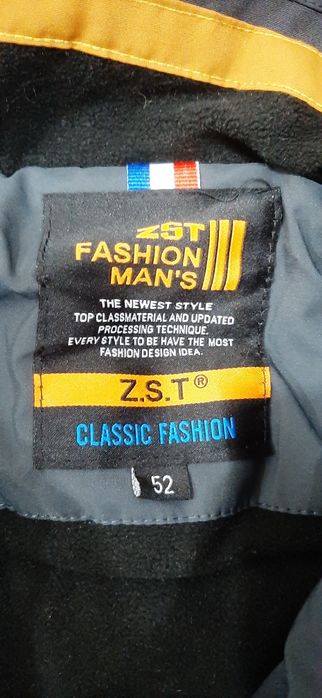 ZST
FASHION
MAN'S
THE NEWEST STYLE
TOP CLASSMATERIAL AND UPDATED
PROCESSING TECHNIQUE.
EVERY STYLE TO BE HAVE THE MOST
FASHION DESIGN IDEA.
Z.S.T®
CLASSIC FASHION
52